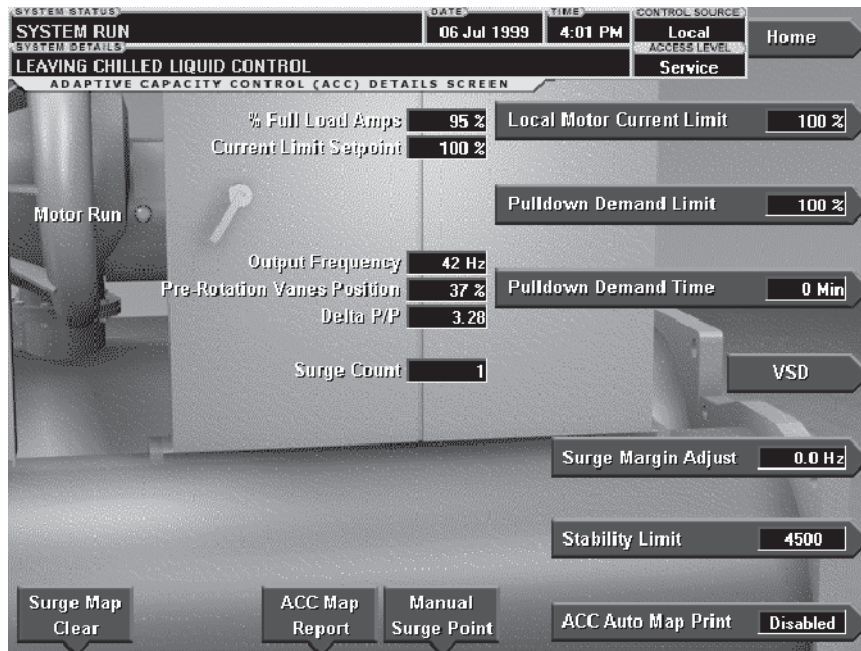 SYSTEM STATUS
SYSTEM RUN
DATE
06 Jul 1999
TIME
4:01 PM
CONTROL SOURCE
Local
Home
SYSTEM DETAILS
LEAVING CHILLED LIQUID CONTROL
ACCESS LEVEL
Service
ADAPTIVE CAPACITY CONTROL (ACC) DETAILS SCREEN
% Full Load Amps 95 %
Local Motor Current Limit 100 %
Current Limit Setpoint 100 %
Motor Run
Pulldown Demand Limit 100 %
Output Frequency 42 Hz
Pre-Rotation Vanes Position 37 %
Pulldown Demand Time 0 Min
Delta P/P 3.28
Surge Count 1
VSD
Surge Margin Adjust 0.0 Hz
Stability Limit 4500
Surge Map
Clear
ACC Map
Report
Manual
Surge Point
ACC Auto Map Print Disabled